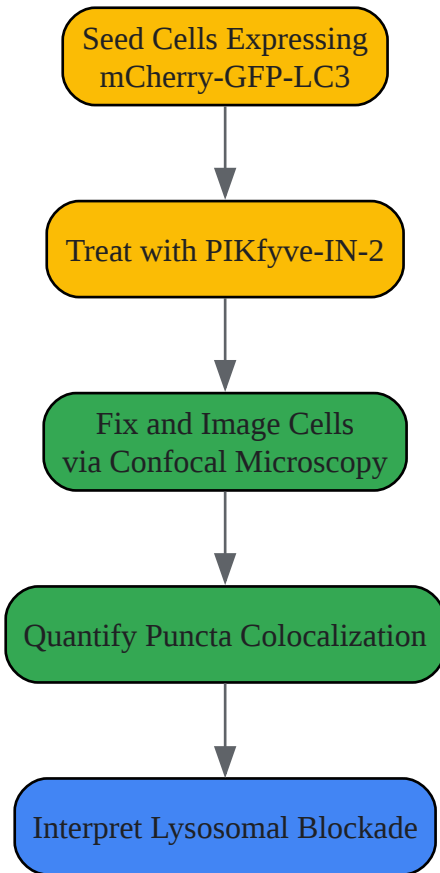 Seed Cells Expressing
mCherry-GFP-LC3
Treat with PIKfyve-IN-2
Fix and Image Cells
via Confocal Microscopy
Quantify Puncta Colocalization
Interpret Lysosomal Blockade